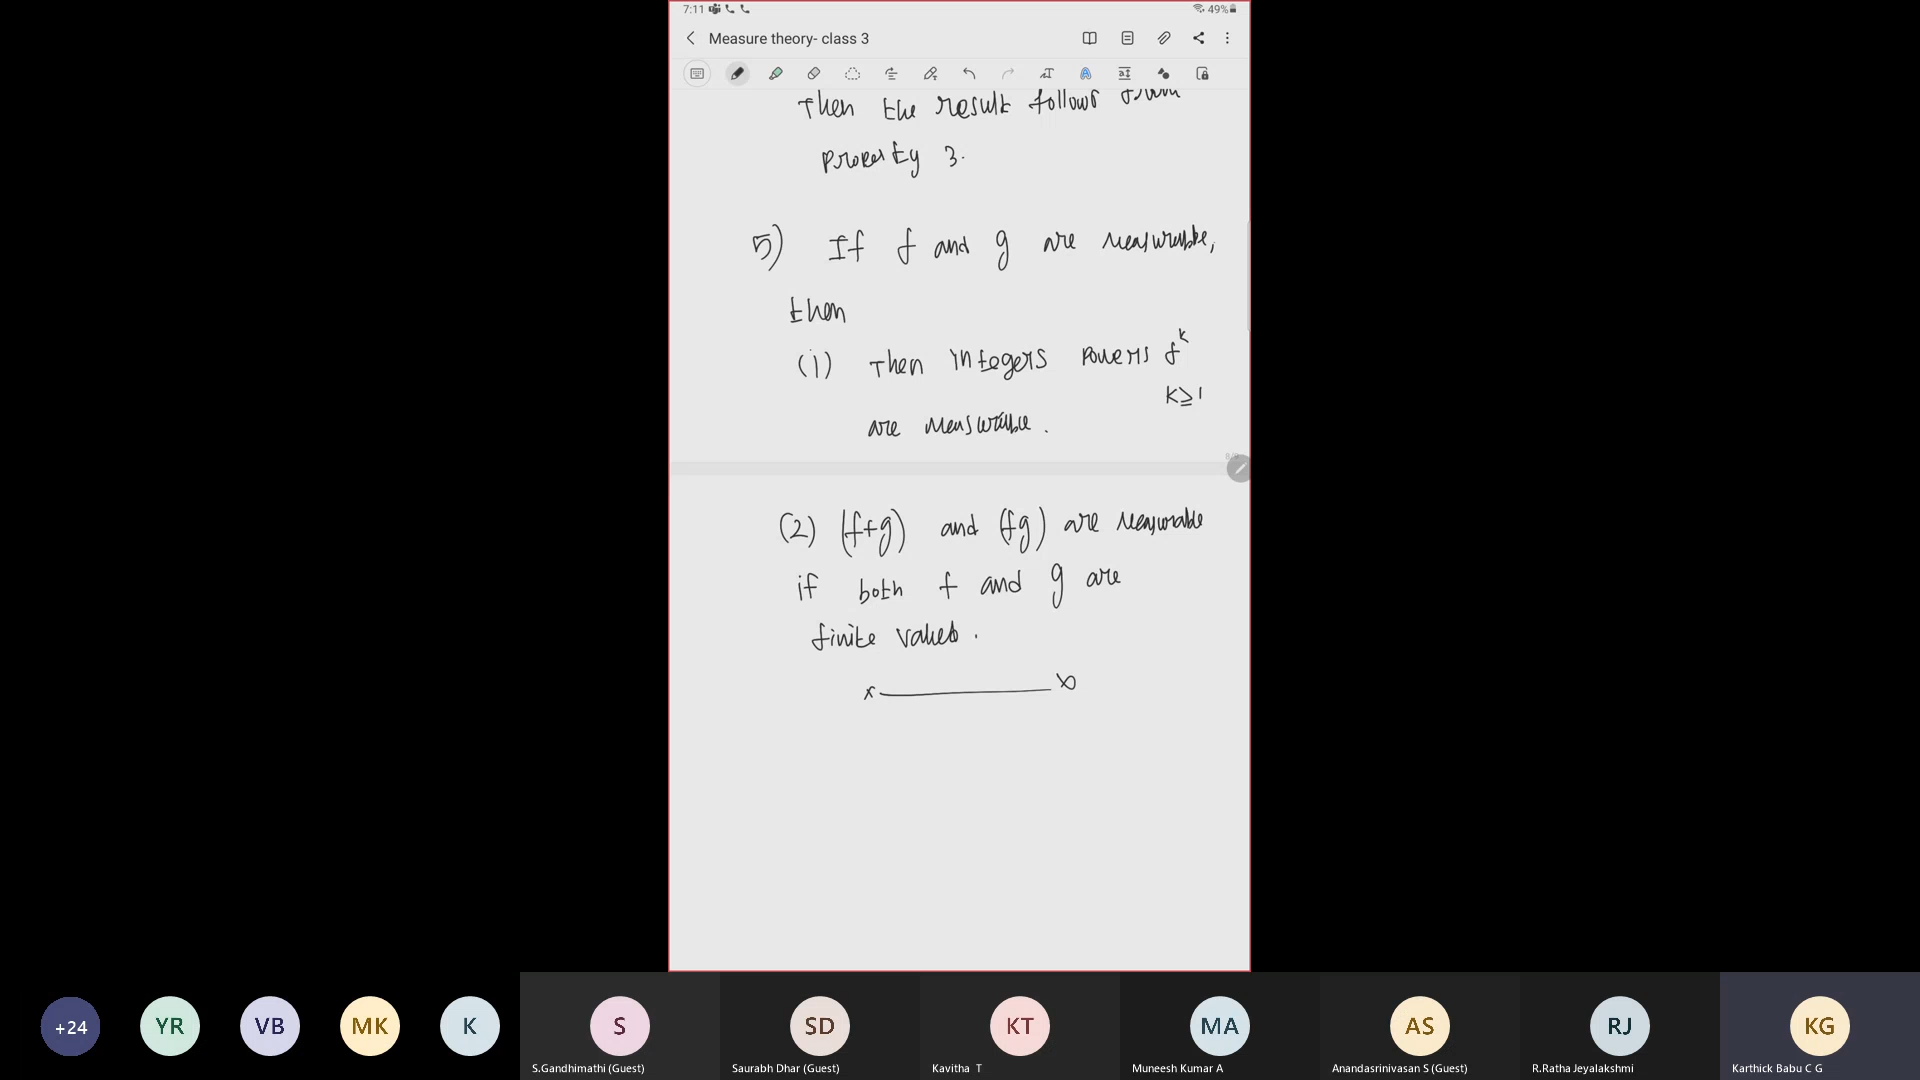 7:11
49%
Measure theory- class 3
Then the result follows from
property 3.
5) If f and g are measurable,
then
(i) Then integers powers f^k
k≥1
are measurable.
(2) (f+g) and (fg) are measurable
if both f and g are
finite valued.
+24
YR
VB
MK
K
S
SD
KT
MA
AS
RJ
KG
S.Gandhimathi (Guest)
Saurabh Dhar (Guest)
Kavitha T
Muneesh Kumar A
Anandasrinivasan S (Guest)
R.Ratha Jeyalakshmi
Karthick Babu C G